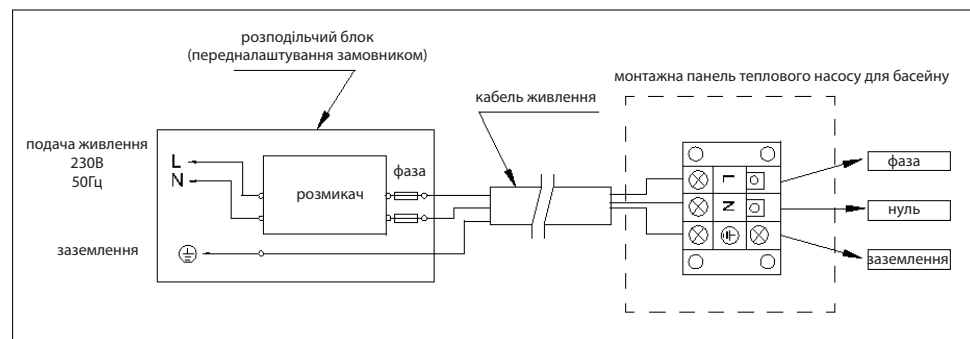 розподільчий блок
(передналаштування замовником)
монтажна панель теплового насосу для басейну
кабель живлення
подача живлення
230В
50Гц
L
N
розмикач
фаза
заземлення
L
N
фаза
нуль
заземлення